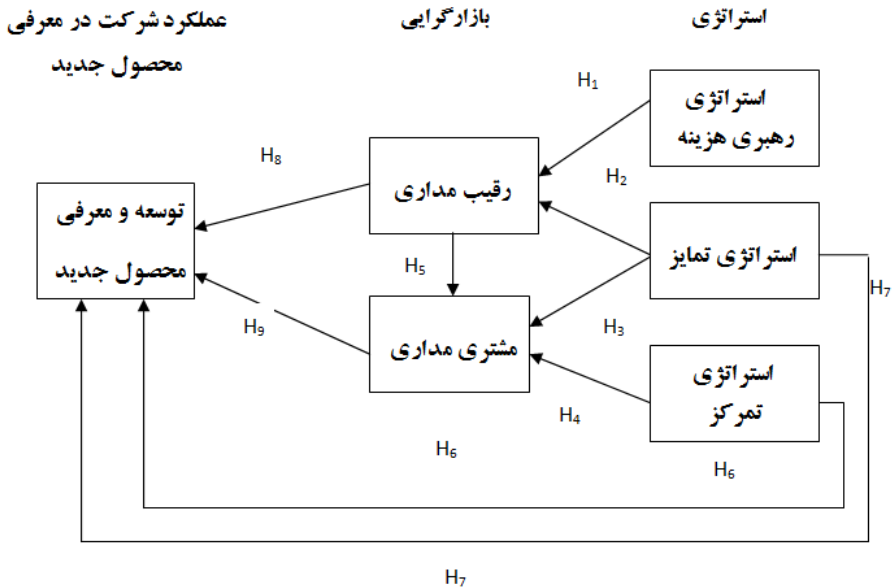 استراتژی
بازارگرایی
عملکرد شرکت در معرفی
محصول جدید
استراتژی
رهبری هزینه
H1
رقیب مداری
H2
H8
توسعه و معرفی
محصول جدید
استراتژی تمایز
H7
H5
مشتری مداری
H3
H9
استراتژی
تمرکز
H4
H6
H6
H7